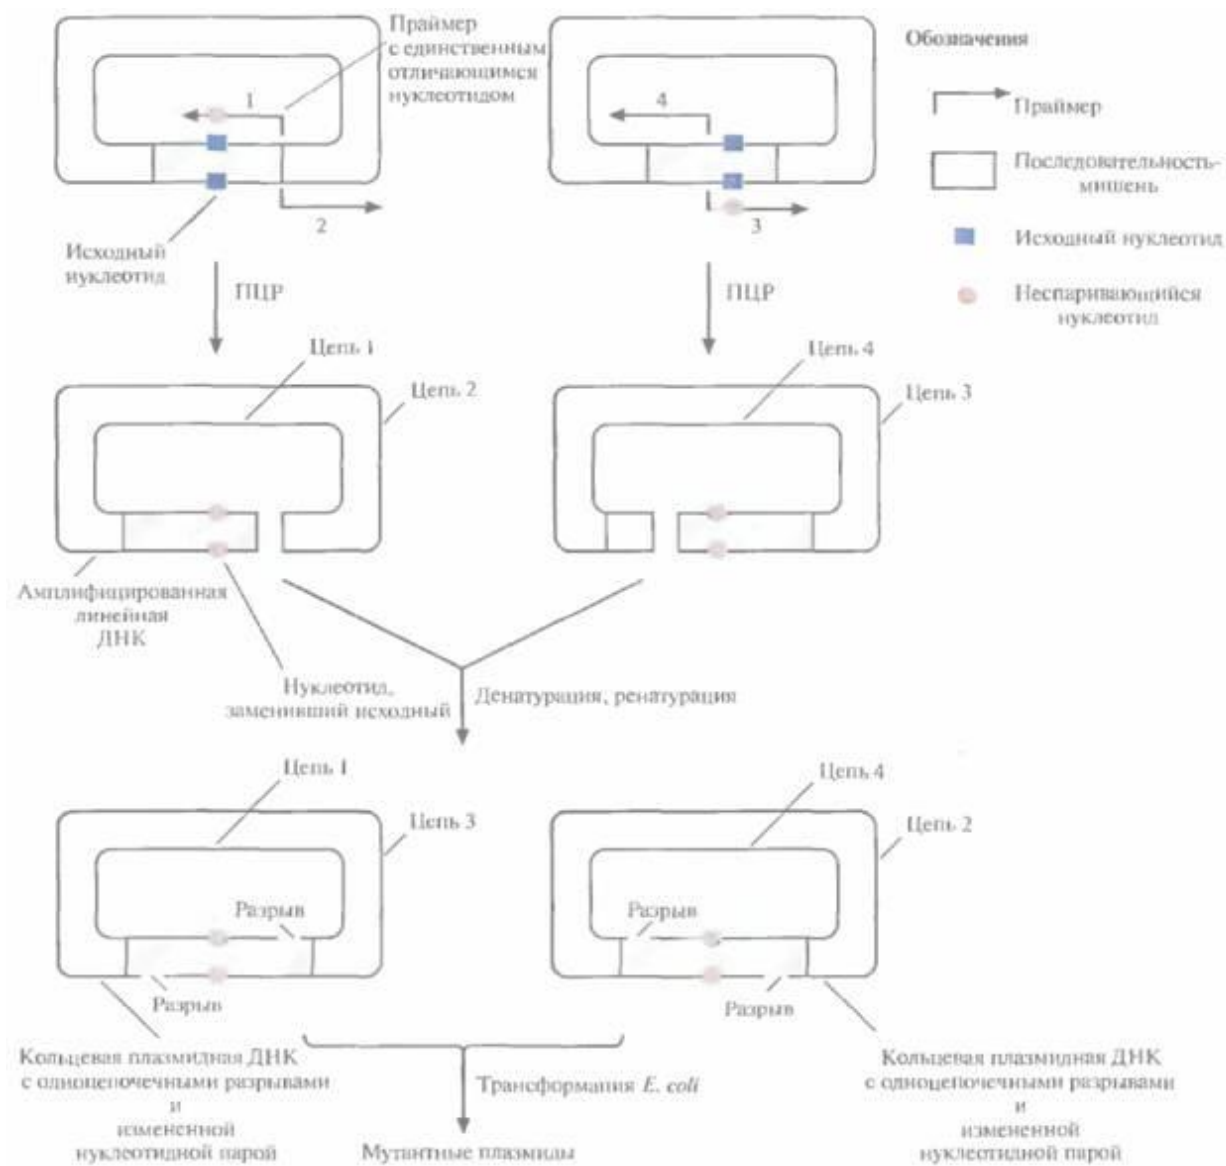 Праймер
с единственным
отличающимся
нуклеотидом
1
2
Исходный
нуклеотид
ПЦР
4
3
ПЦР
Обозначения
Праймер
Последовательность-
мишень
Исходный нуклеотид
Неспаривающийся
нуклеотид
Цепь 1
Цепь 2
Цепь 4
Цепь 3
Амплифицированная
линейная
ДНК
Нуклеотид,
заменивший исходный
Денатурация, ренатурация
Цепь 1
Цепь 3
Разрыв
Разрыв
Цепь 4
Цепь 2
Разрыв
Разрыв
Кольцевая плазмидная ДНК
с одноцепочечными разрывами
и
измененной
нуклеотидной парой
Трансформация E. coli
Мутантные плазмиды
Кольцевая плазмидная ДНК
с одноцепочечными разрывами
и
измененной
нуклеотидной парой